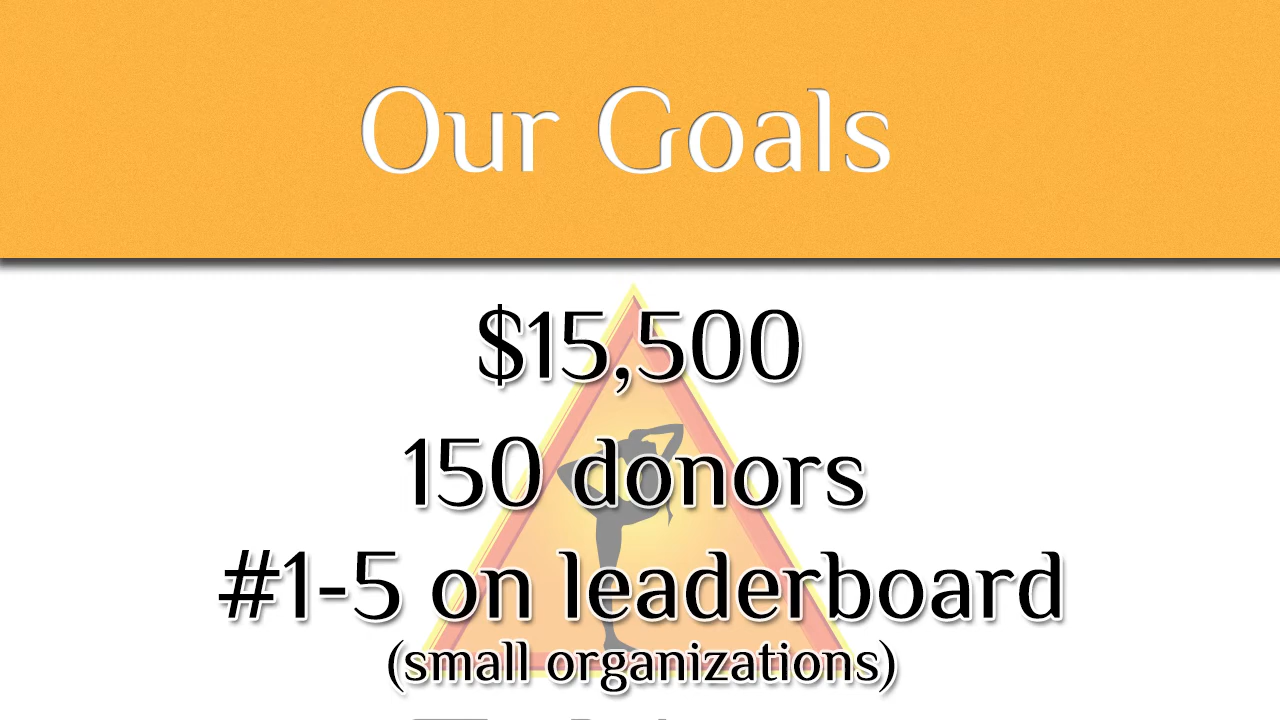 Our Goals
$15,500
150 donors
#1-5 on leaderboard
(small organizations)